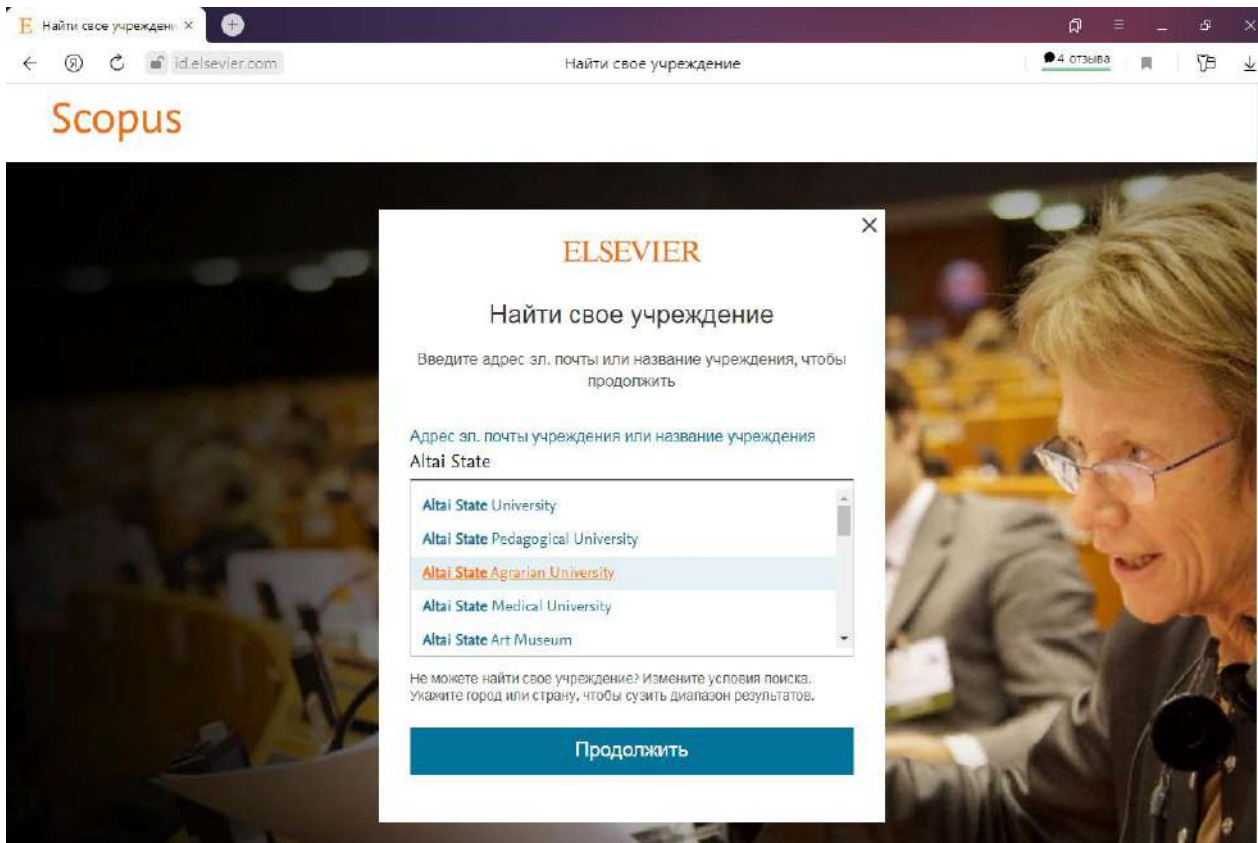 E Найти свое учреждени
id.elsevier.com
Найти свое учреждение
4 отзыва
Scopus
ELSEVIER
Найти свое учреждение
Введите адрес эл. почты или название учреждения, чтобы
продолжить
Адрес эл. почты учреждения или название учреждения
Altai State
Altai State University
Altai State Pedagogical University
Altai State Agrarian University
Altai State Medical University
Altai State Art Museum
Не можете найти свое учреждение? Измените условия поиска.
Укажите город или страну, чтобы сузить диапазон результатов.
Продолжить